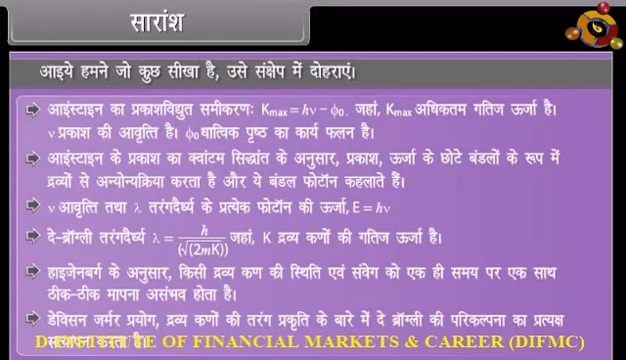 सारांश
आइये हमने जो कुछ सीखा है, उसे संक्षेप में दोहराएं।
आइंस्टाइन का प्रकाशविद्युत समीकरणः Kmax = hν − ϕ0, जहां, Kmax अधिकतम गतिज ऊर्जा है।
ν प्रकाश की आवृत्ति है। ϕ0 धात्विक पृष्ठ का कार्य फलन है।
आइंस्टाइन के प्रकाश का क्वांटम सिद्धांत के अनुसार, प्रकाश, ऊर्जा के छोटे बंडलों के रूप में
द्रव्यों से अन्योन्यक्रिया करता है और ये बंडल फोटॉन कहलाते हैं।
ν आवृत्ति तथा λ तरंगदैर्घ्य के प्रत्येक फोटॉन की ऊर्जा, E = hν
दे-ब्रॉग्ली तरंगदैर्घ्य λ = h/(√(2mK)) जहां, K द्रव्य कणों की गतिज ऊर्जा है।
हाइजेनबर्ग के अनुसार, किसी द्रव्य कण की स्थिति एवं संवेग को एक ही समय पर एक साथ
ठीक-ठीक मापना असंभव होता है।
डेविसन जर्मर प्रयोग, द्रव्य कणों की तरंग प्रकृति के बारे में दे ब्रॉग्ली की परिकल्पना का प्रत्यक्ष
करता है।
INSTITUTE OF FINANCIAL MARKETS & CAREER (DIFMC)